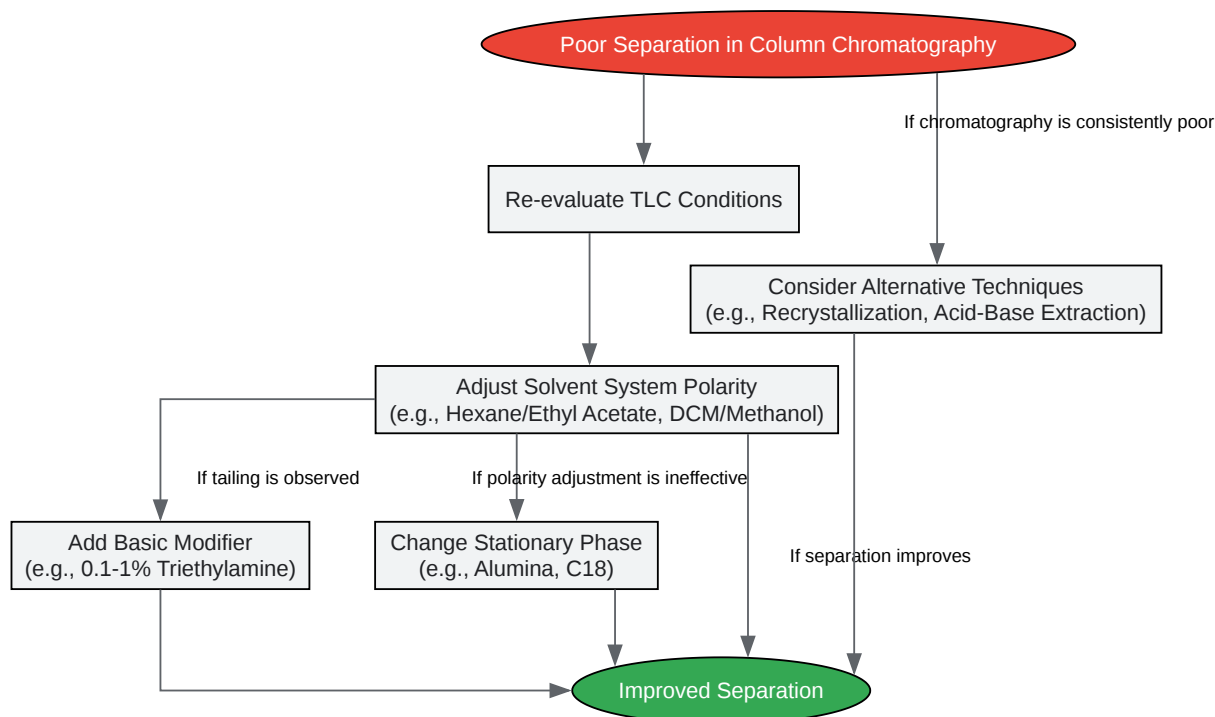 Poor Separation in Column Chromatography
If chromatography is consistently poor
Re-evaluate TLC Conditions
Consider Alternative Techniques
(e.g., Recrystallization, Acid-Base Extraction)
Adjust Solvent System Polarity
(e.g., Hexane/Ethyl Acetate, DCM/Methanol)
If tailing is observed
If polarity adjustment is ineffective
Add Basic Modifier
(e.g., 0.1-1% Triethylamine)
Change Stationary Phase
(e.g., Alumina, C18)
If separation improves
Improved Separation